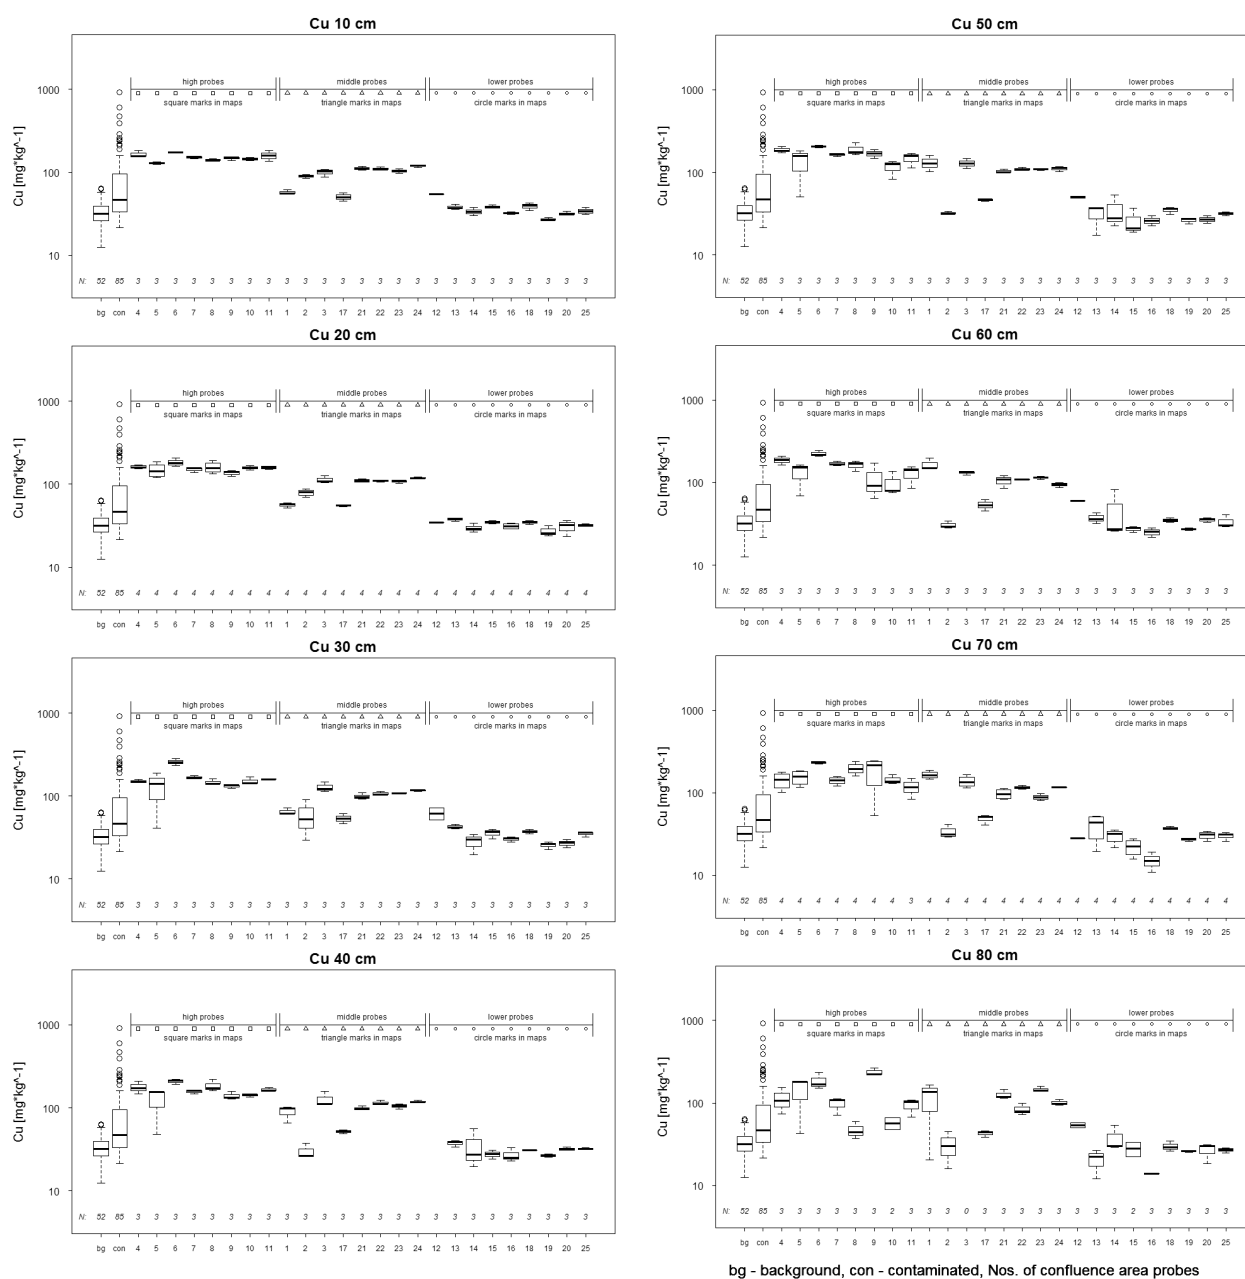 Cu 10 cm
Cu [mg*kg^-1]
1000
100
10
high probes
middle probes
lower probes
square marks in maps
triangle marks in maps
circle marks in maps
N: 52 85 3 3 3 3 3 3 3 3 3 3 3 3 3 3 3 3 3 3 3 3 3 3 3 3 3
bg con 4 5 6 7 8 9 10 11 1 2 3 17 21 22 23 24 12 13 14 15 16 18 19 20 25
Cu 20 cm
Cu [mg*kg^-1]
1000
100
10
high probes
middle probes
lower probes
square marks in maps
triangle marks in maps
circle marks in maps
N: 52 85 4 4 4 4 4 4 4 4 4 4 4 4 4 4 4 4 4 4 4 4 4 4 4 4 4
bg con 4 5 6 7 8 9 10 11 1 2 3 17 21 22 23 24 12 13 14 15 16 18 19 20 25
Cu 30 cm
Cu [mg*kg^-1]
1000
100
10
high probes
middle probes
lower probes
square marks in maps
triangle marks in maps
circle marks in maps
N: 52 85 3 3 3 3 3 3 3 3 3 3 3 3 3 3 3 3 3 3 3 3 3 3 3 3 3
bg con 4 5 6 7 8 9 10 11 1 2 3 17 21 22 23 24 12 13 14 15 16 18 19 20 25
Cu 40 cm
Cu [mg*kg^-1]
1000
100
10
high probes
middle probes
lower probes
square marks in maps
triangle marks in maps
circle marks in maps
N: 52 85 3 3 3 3 3 3 3 3 3 3 3 3 3 3 3 3 3 3 3 3 3 3 3 3 3
bg con 4 5 6 7 8 9 10 11 1 2 3 17 21 22 23 24 12 13 14 15 16 18 19 20 25
Cu 50 cm
Cu [mg*kg^-1]
1000
100
10
high probes
middle probes
lower probes
square marks in maps
triangle marks in maps
circle marks in maps
N: 52 85 3 3 3 3 3 3 3 3 3 3 3 3 3 3 3 3 3 3 3 3 3 3 3 3 3
bg con 4 5 6 7 8 9 10 11 1 2 3 17 21 22 23 24 12 13 14 15 16 18 19 20 25
Cu 60 cm
Cu [mg*kg^-1]
1000
100
10
high probes
middle probes
lower probes
square marks in maps
triangle marks in maps
circle marks in maps
N: 52 85 3 3 3 3 3 3 3 3 3 3 3 3 3 3 3 3 3 3 3 3 3 3 3 3 3
bg con 4 5 6 7 8 9 10 11 1 2 3 17 21 22 23 24 12 13 14 15 16 18 19 20 25
Cu 70 cm
Cu [mg*kg^-1]
1000
100
10
high probes
middle probes
lower probes
square marks in maps
triangle marks in maps
circle marks in maps
N: 52 85 4 4 4 4 4 4 4 3 4 4 4 4 4 4 4 4 4 4 4 4 4 4 4 4 4
bg con 4 5 6 7 8 9 10 11 1 2 3 17 21 22 23 24 12 13 14 15 16 18 19 20 25
Cu 80 cm
Cu [mg*kg^-1]
1000
100
10
high probes
middle probes
lower probes
square marks in maps
triangle marks in maps
circle marks in maps
N: 52 85 3 3 3 3 3 3 2 3 3 3 0 3 3 3 3 3 3 3 3 2 3 3 3 3 3
bg con 4 5 6 7 8 9 10 11 1 2 3 17 21 22 23 24 12 13 14 15 16 18 19 20 25
bg - background, con - contaminated, Nos. of confluence area probes